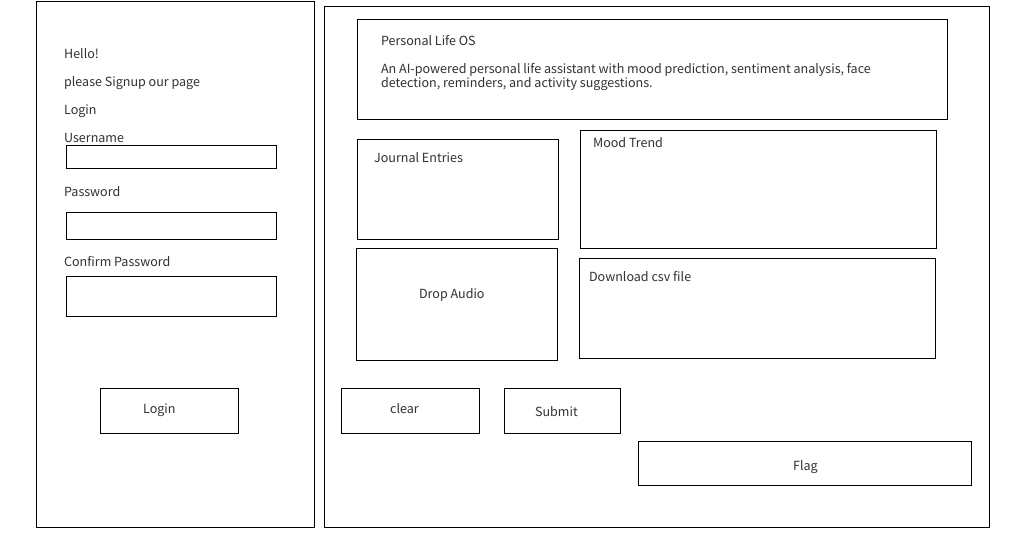 Hello!
please Signup our page
Login
Username
Password
Confirm Password
Login
Personal Life OS
An AI-powered personal life assistant with mood prediction, sentiment analysis, face
detection, reminders, and activity suggestions.
Journal Entries
Mood Trend
Drop Audio
Download csv file
clear
Submit
Flag